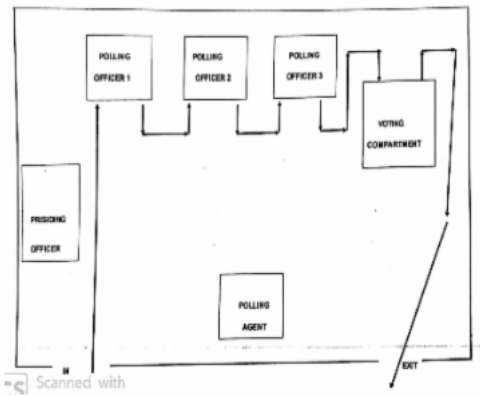 POLLING
OFFICER 1
POLLING
OFFICER 2
POLLING
OFFICER 3
VOTING
COMPARTMENT
PRISIDING
OFFICER
POLLING
AGENT
IN
EXIT
CS Scanned with